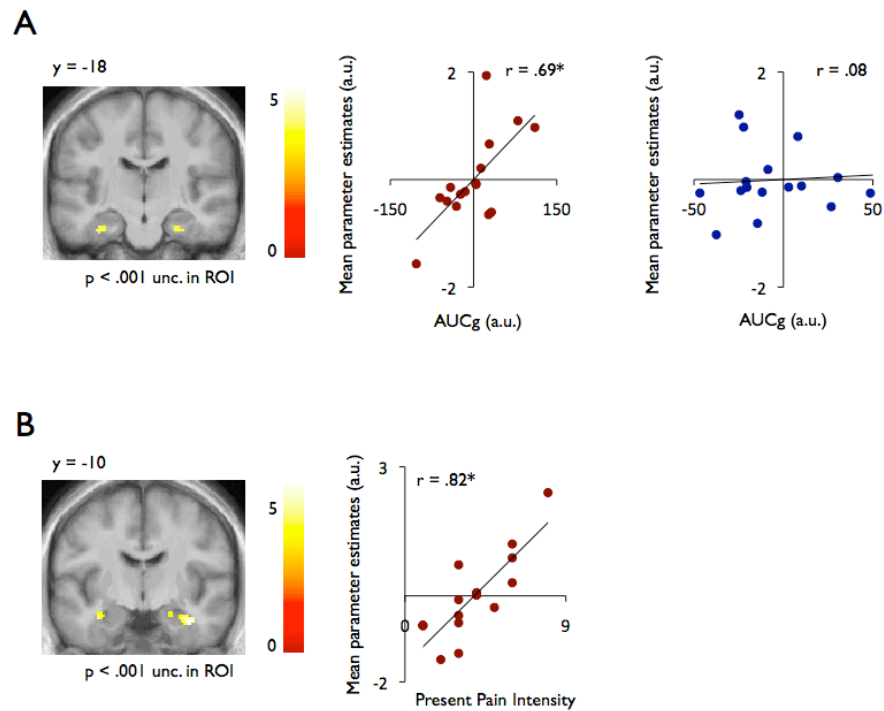 A
y = -18
5
0
p < .001 unc. in ROI
Mean parameter estimates (a.u.)
2
r = .69*
-150
150
-2
AUCg (a.u.)
Mean parameter estimates (a.u.)
2
r = .08
-50
50
-2
AUCg (a.u.)
B
y = -10
5
0
p < .001 unc. in ROI
Mean parameter estimates (a.u.)
3
r = .82*
0
9
-2
Present Pain Intensity